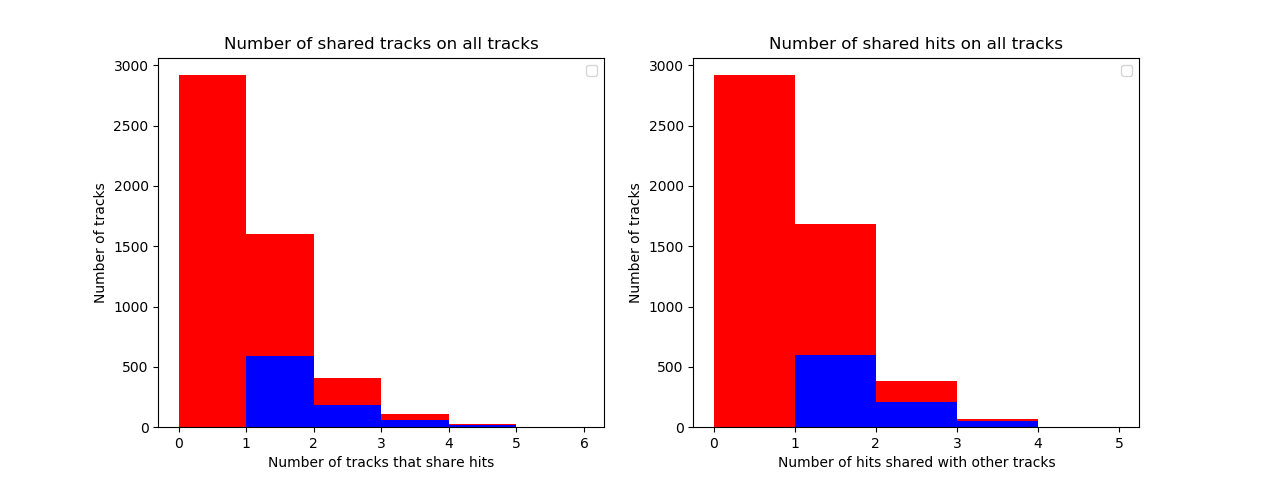 Number of shared tracks on all tracks
3000
2500
2000
1500
1000
500
0
Number of tracks
0 1 2 3 4 5 6
Number of tracks that share hits
Number of shared hits on all tracks
3000
2500
2000
1500
1000
500
0
Number of tracks
0 1 2 3 4 5
Number of hits shared with other tracks